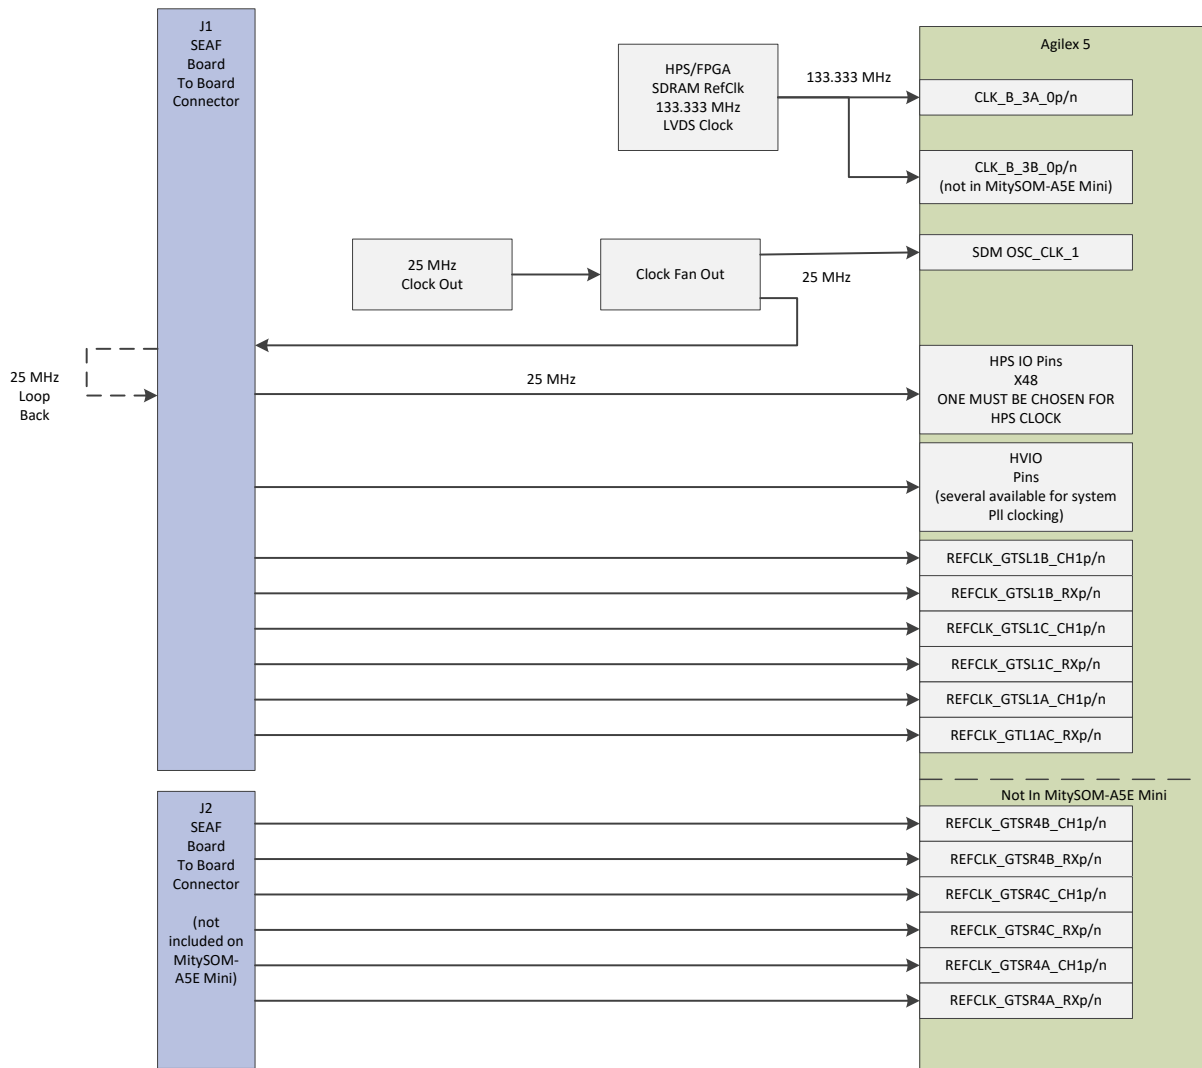 J1
SEAF
Board
To Board
Connector
Agilex 5
HPS/FPGA
SDRAM RefClk
133.333 MHz
LVDS Clock
133.333 MHz
CLK_B_3A_0p/n
CLK_B_3B_0p/n
(not in MitySOM-A5E Mini)
25 MHz
Clock Out
Clock Fan Out
25 MHz
SDM OSC_CLK_1
25 MHz
Loop
Back
25 MHz
HPS IO Pins
X48
ONE MUST BE CHOSEN FOR
HPS CLOCK
HVIO
Pins
(several available for system
Pll clocking)
REFCLK_GTSL1B_CH1p/n
REFCLK_GTSL1B_RXp/n
REFCLK_GTSL1C_CH1p/n
REFCLK_GTSL1C_RXp/n
REFCLK_GTSL1A_CH1p/n
REFCLK_GTL1AC_RXp/n
J2
SEAF
Board
To Board
Connector
(not
included on
MitySOM-
A5E Mini)
Not In MitySOM-A5E Mini
REFCLK_GTSR4B_CH1p/n
REFCLK_GTSR4B_RXp/n
REFCLK_GTSR4C_CH1p/n
REFCLK_GTSR4C_RXp/n
REFCLK_GTSR4A_CH1p/n
REFCLK_GTSR4A_RXp/n